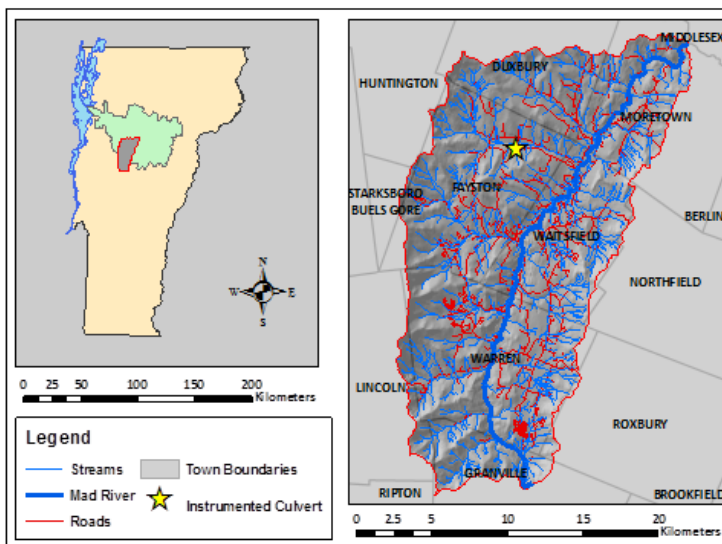 N
W E
S
0 25 50 100 150 200
Kilometers
Legend
Streams
Mad River
Roads
Town Boundaries
Instrumented Culvert
MIDDLESEX
DUXBURY
HUNTINGTON
MORETOWN
STARKSBORO
FAYSTON
BUELS GORE
BERLIN
WAITSFIELD
NORTHFIELD
WARREN
LINCOLN
ROXBURY
GRANVILLE
RIPTON
BROOKFIELD
0 2.5 5 10 15 20
Kilometers